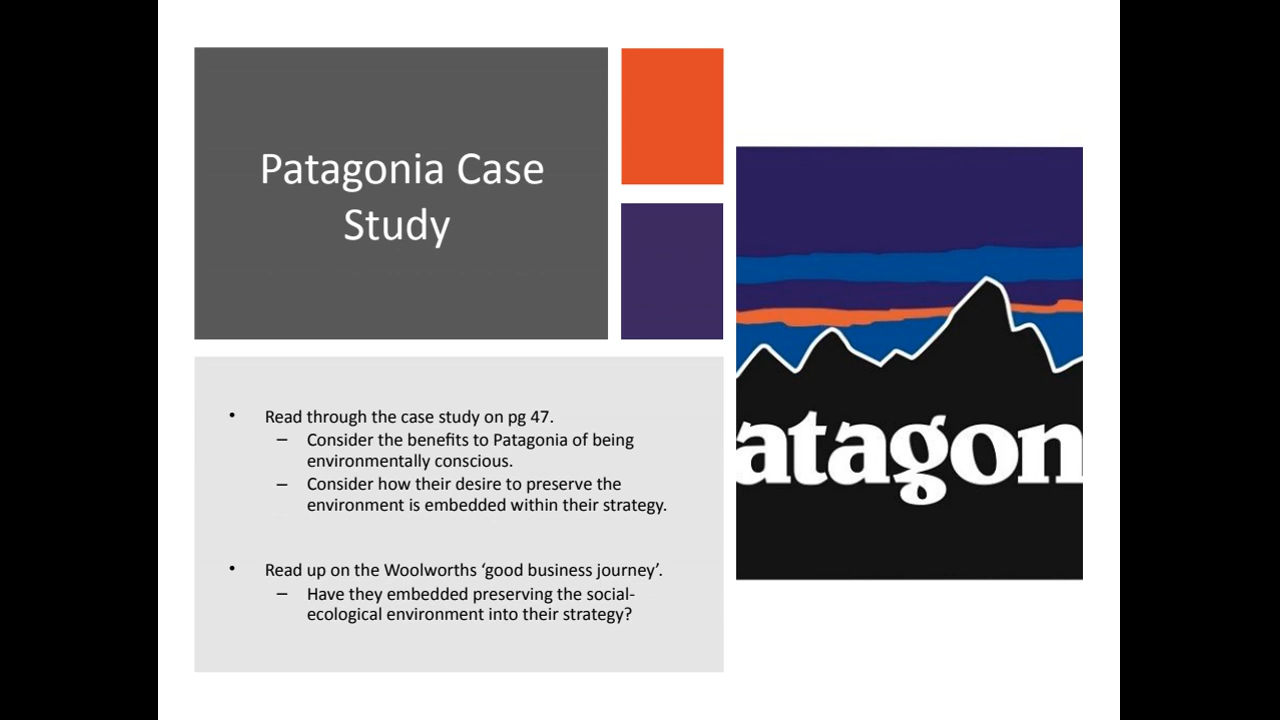 Patagonia Case
Study
• Read through the case study on pg 47.
– Consider the benefits to Patagonia of being
environmentally conscious.
– Consider how their desire to preserve the
environment is embedded within their strategy.
• Read up on the Woolworths ‘good business journey’.
– Have they embedded preserving the social-
ecological environment into their strategy?
atagon